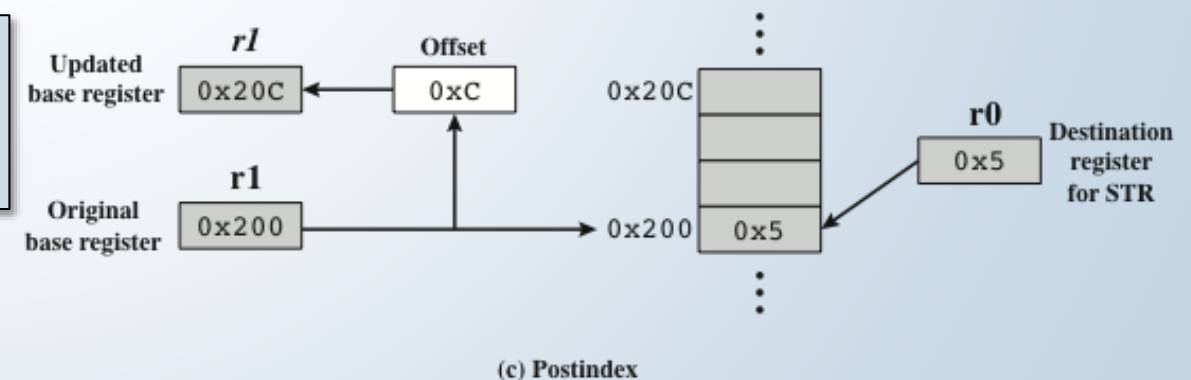 r1
Offset
Updated
base register
0x20C
0xC
0x20C
r0
0x5
Destination
register
for STR
r1
Original
base register
0x200
0x200
0x5
(c) Postindex